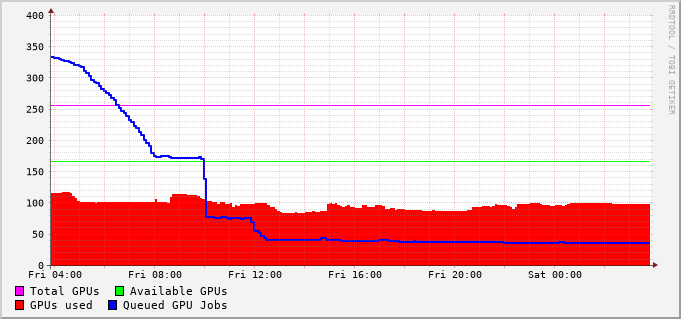 400
350
300
250
200
150
100
50
0
Fri 04:00 Fri 08:00 Fri 12:00 Fri 16:00 Fri 20:00 Sat 00:00
Total GPUs Available GPUs
GPUs used Queued GPU Jobs
RRDTOOL / TOBI OETIKER